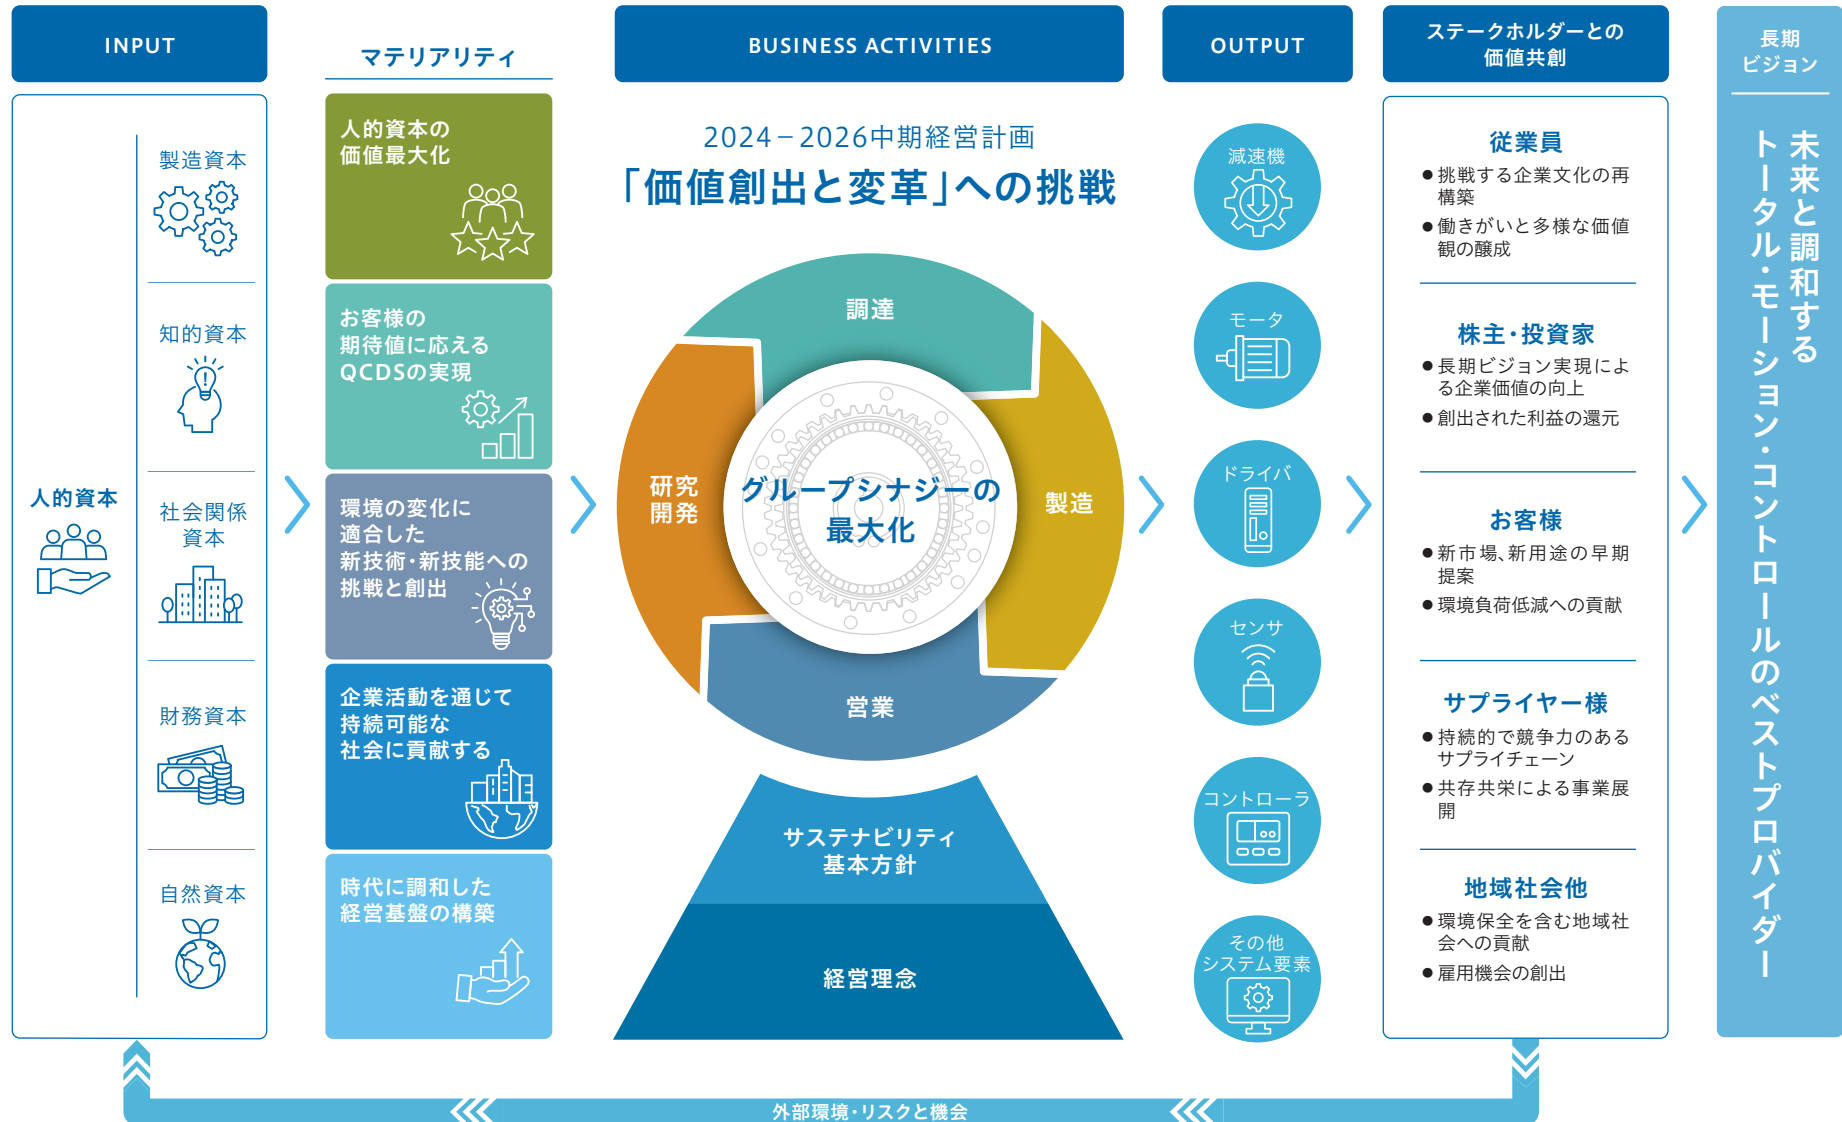 INPUT
人的資本
製造資本
知的資本
社会関係
資本
財務資本
自然資本
マテリアリティ
人的資本の
価値最大化
お客様の
期待値に応える
QCDSの実現
環境の変化に
適合した
新技術・新技能への
挑戦と創出
企業活動を通じて
持続可能な
社会に貢献する
時代に調和した
経営基盤の構築
BUSINESS ACTIVITIES
2024－2026中期経営計画
「価値創出と変革」への挑戦
調達
製造
営業
研究
開発
グループシナジーの
最大化
サステナビリティ
基本方針
経営理念
OUTPUT
減速機
モータ
ドライバ
センサ
コントローラ
その他
システム要素
ステークホルダーとの
価値共創
従業員
●挑戦する企業文化の再
構築
●働きがいと多様な価値
観の醸成
株主・投資家
●長期ビジョン実現によ
る企業価値の向上
●創出された利益の還元
お客様
●新市場、新用途の早期
提案
●環境負荷低減への貢献
サプライヤー様
●持続的で競争力のある
サプライチェーン
●共存共栄による事業展
開
地域社会他
●環境保全を含む地域社
会への貢献
●雇用機会の創出
長期
ビジョン
未来と調和する
トータル・モーション・コントロールのベストプロバイダー
外部環境・リスクと機会